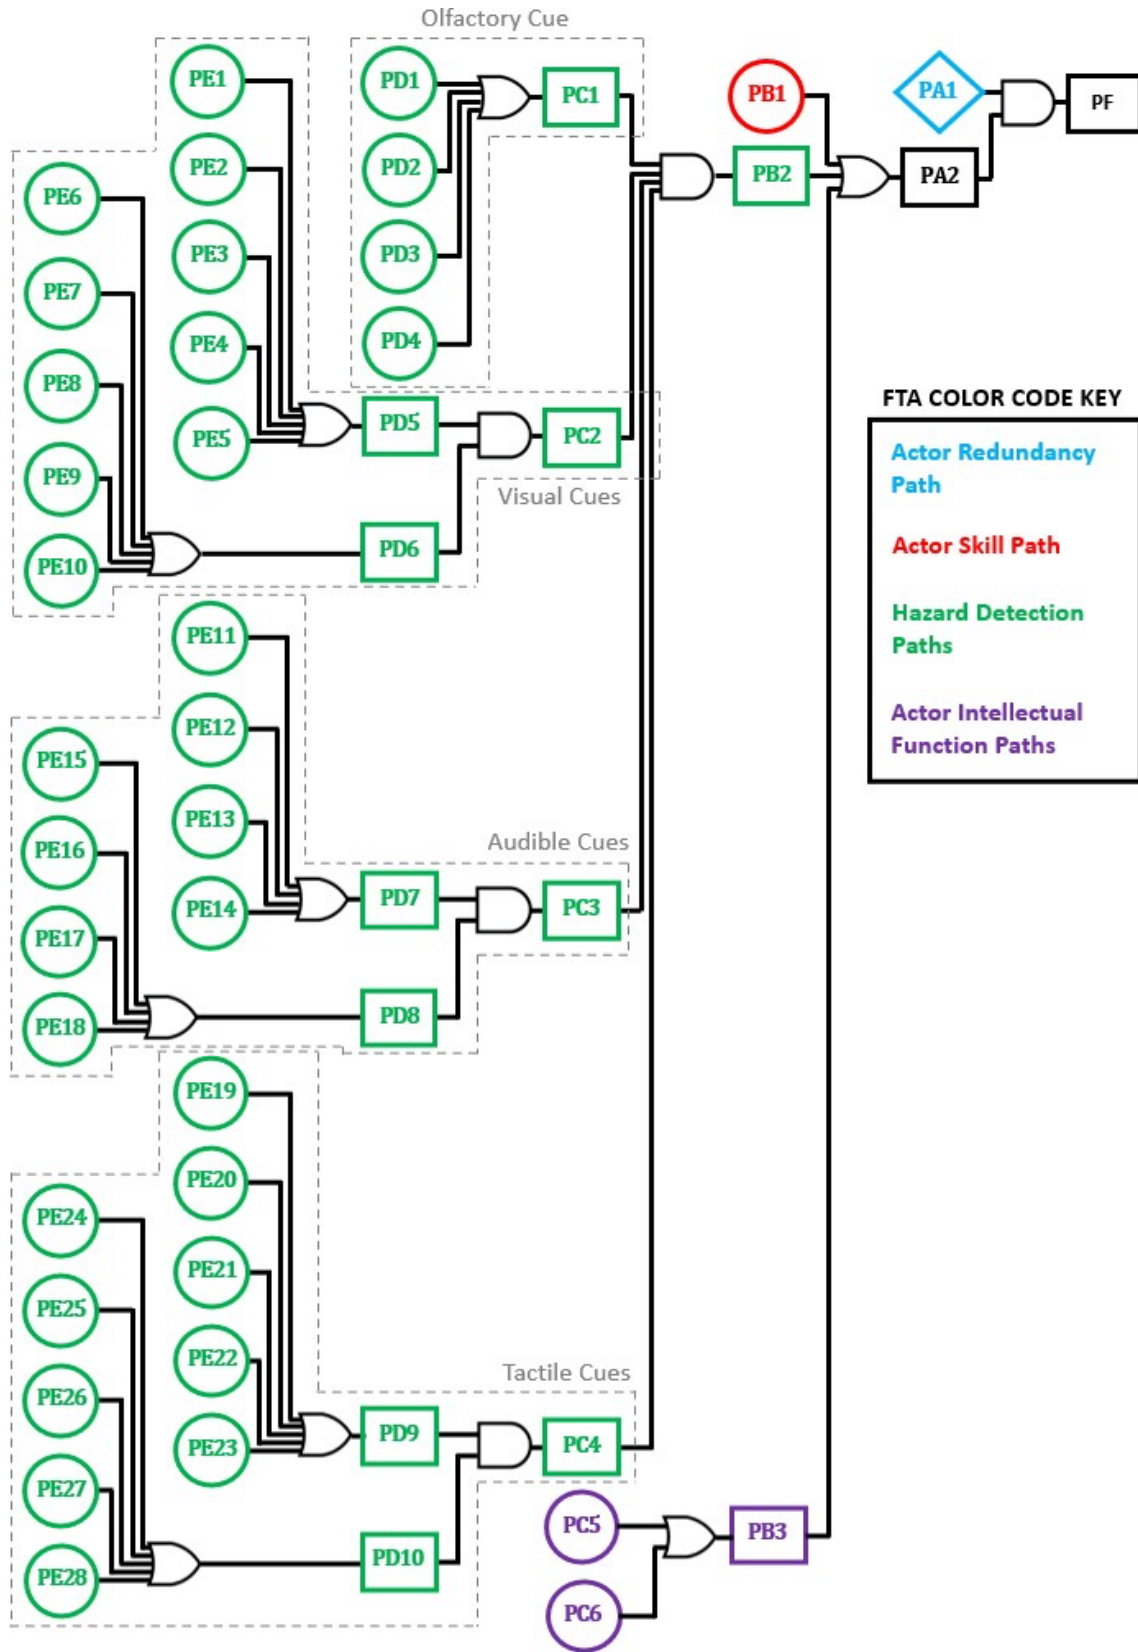 Olfactory Cue
PE1
PD1
PC1
PB1
PA1
PF
PE2
PD2
PB2
PA2
PE6
PE3
PD3
PE7
PE4
PD4
PE8
PE5
PD5
PC2
FTA COLOR CODE KEY
Actor Redundancy
Path
Actor Skill Path
Hazard Detection
Paths
Actor Intellectual
Function Paths
PE9
Visual Cues
PD6
PE10
PE11
PE12
PE15
PE13
PE16
Audible Cues
PE14
PD7
PC3
PE17
PD8
PE18
PE19
PE20
PE24
PE21
PE25
PE22
Tactile Cues
PE26
PE23
PD9
PC4
PE27
PC5
PB3
PD10
PE28
PC6